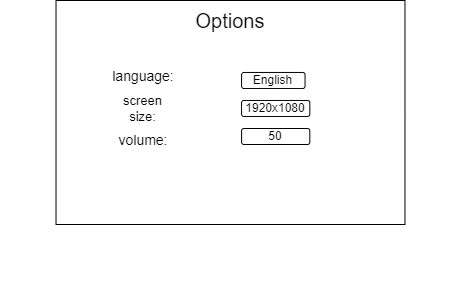 Options
language:
English
screen
size:
1920x1080
volume:
50